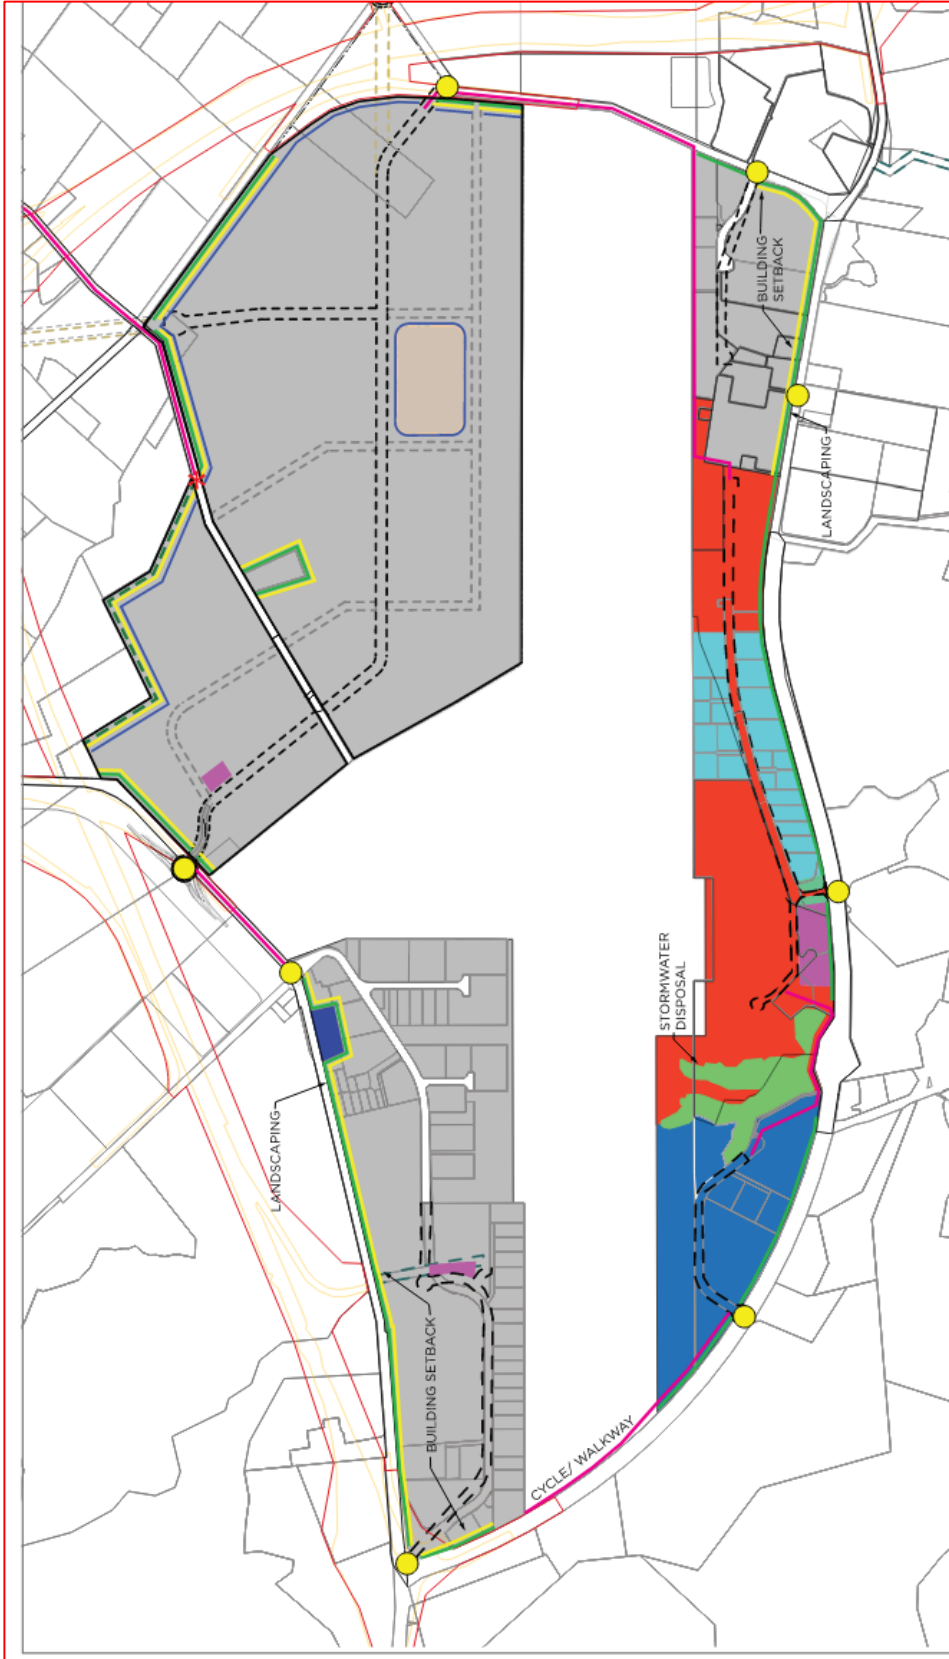 BUILDING
SETBACK
LANDSCAPING
STORMWATER
DISPOSAL
LANDSCAPING
BUILDING SETBACK
CYCLE/ WALKWAY